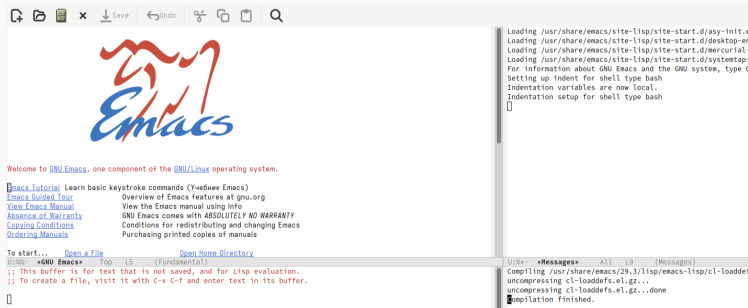 Save Undo
Emacs
Welcome to GNU Emacs, one component of the GNU/Linux operating system.
Emacs Tutorial Learn basic keystroke commands (Учебник Emacs)
Emacs Guided Tour Overview of Emacs features at gnu.org
View Emacs Manual View the Emacs manual using Info
Absence of Warranty GNU Emacs comes with ABSOLUTELY NO WARRANTY
Copying Conditions Conditions for redistributing and changing Emacs
Ordering Manuals Purchasing printed copies of manuals
To start... Open a File Open Home Directory
U:%%- *GNU Emacs* Top L5 (Fundamental)
;; This buffer is for text that is not saved, and for Lisp evaluation.
;; To create a file, visit it with C-x C-f and enter text in its buffer.
Loading /usr/share/emacs/site-lisp/site-start.d/asy-init.e
Loading /usr/share/emacs/site-lisp/site-start.d/desktop-en
Loading /usr/share/emacs/site-lisp/site-start.d/mercurial-
Loading /usr/share/emacs/site-lisp/site-start.d/systemtap-
For information about GNU Emacs and the GNU system, type C
Setting up indent for shell type bash
Indentation variables are now local.
Indentation setup for shell type bash
U:%*- *Messages* All L9 (Messages)
Compiling /usr/share/emacs/29.3/lisp/emacs-lisp/cl-loaddef
uncompressing cl-loaddefs.el.gz...
uncompressing cl-loaddefs.el.gz...done
Compilation finished.